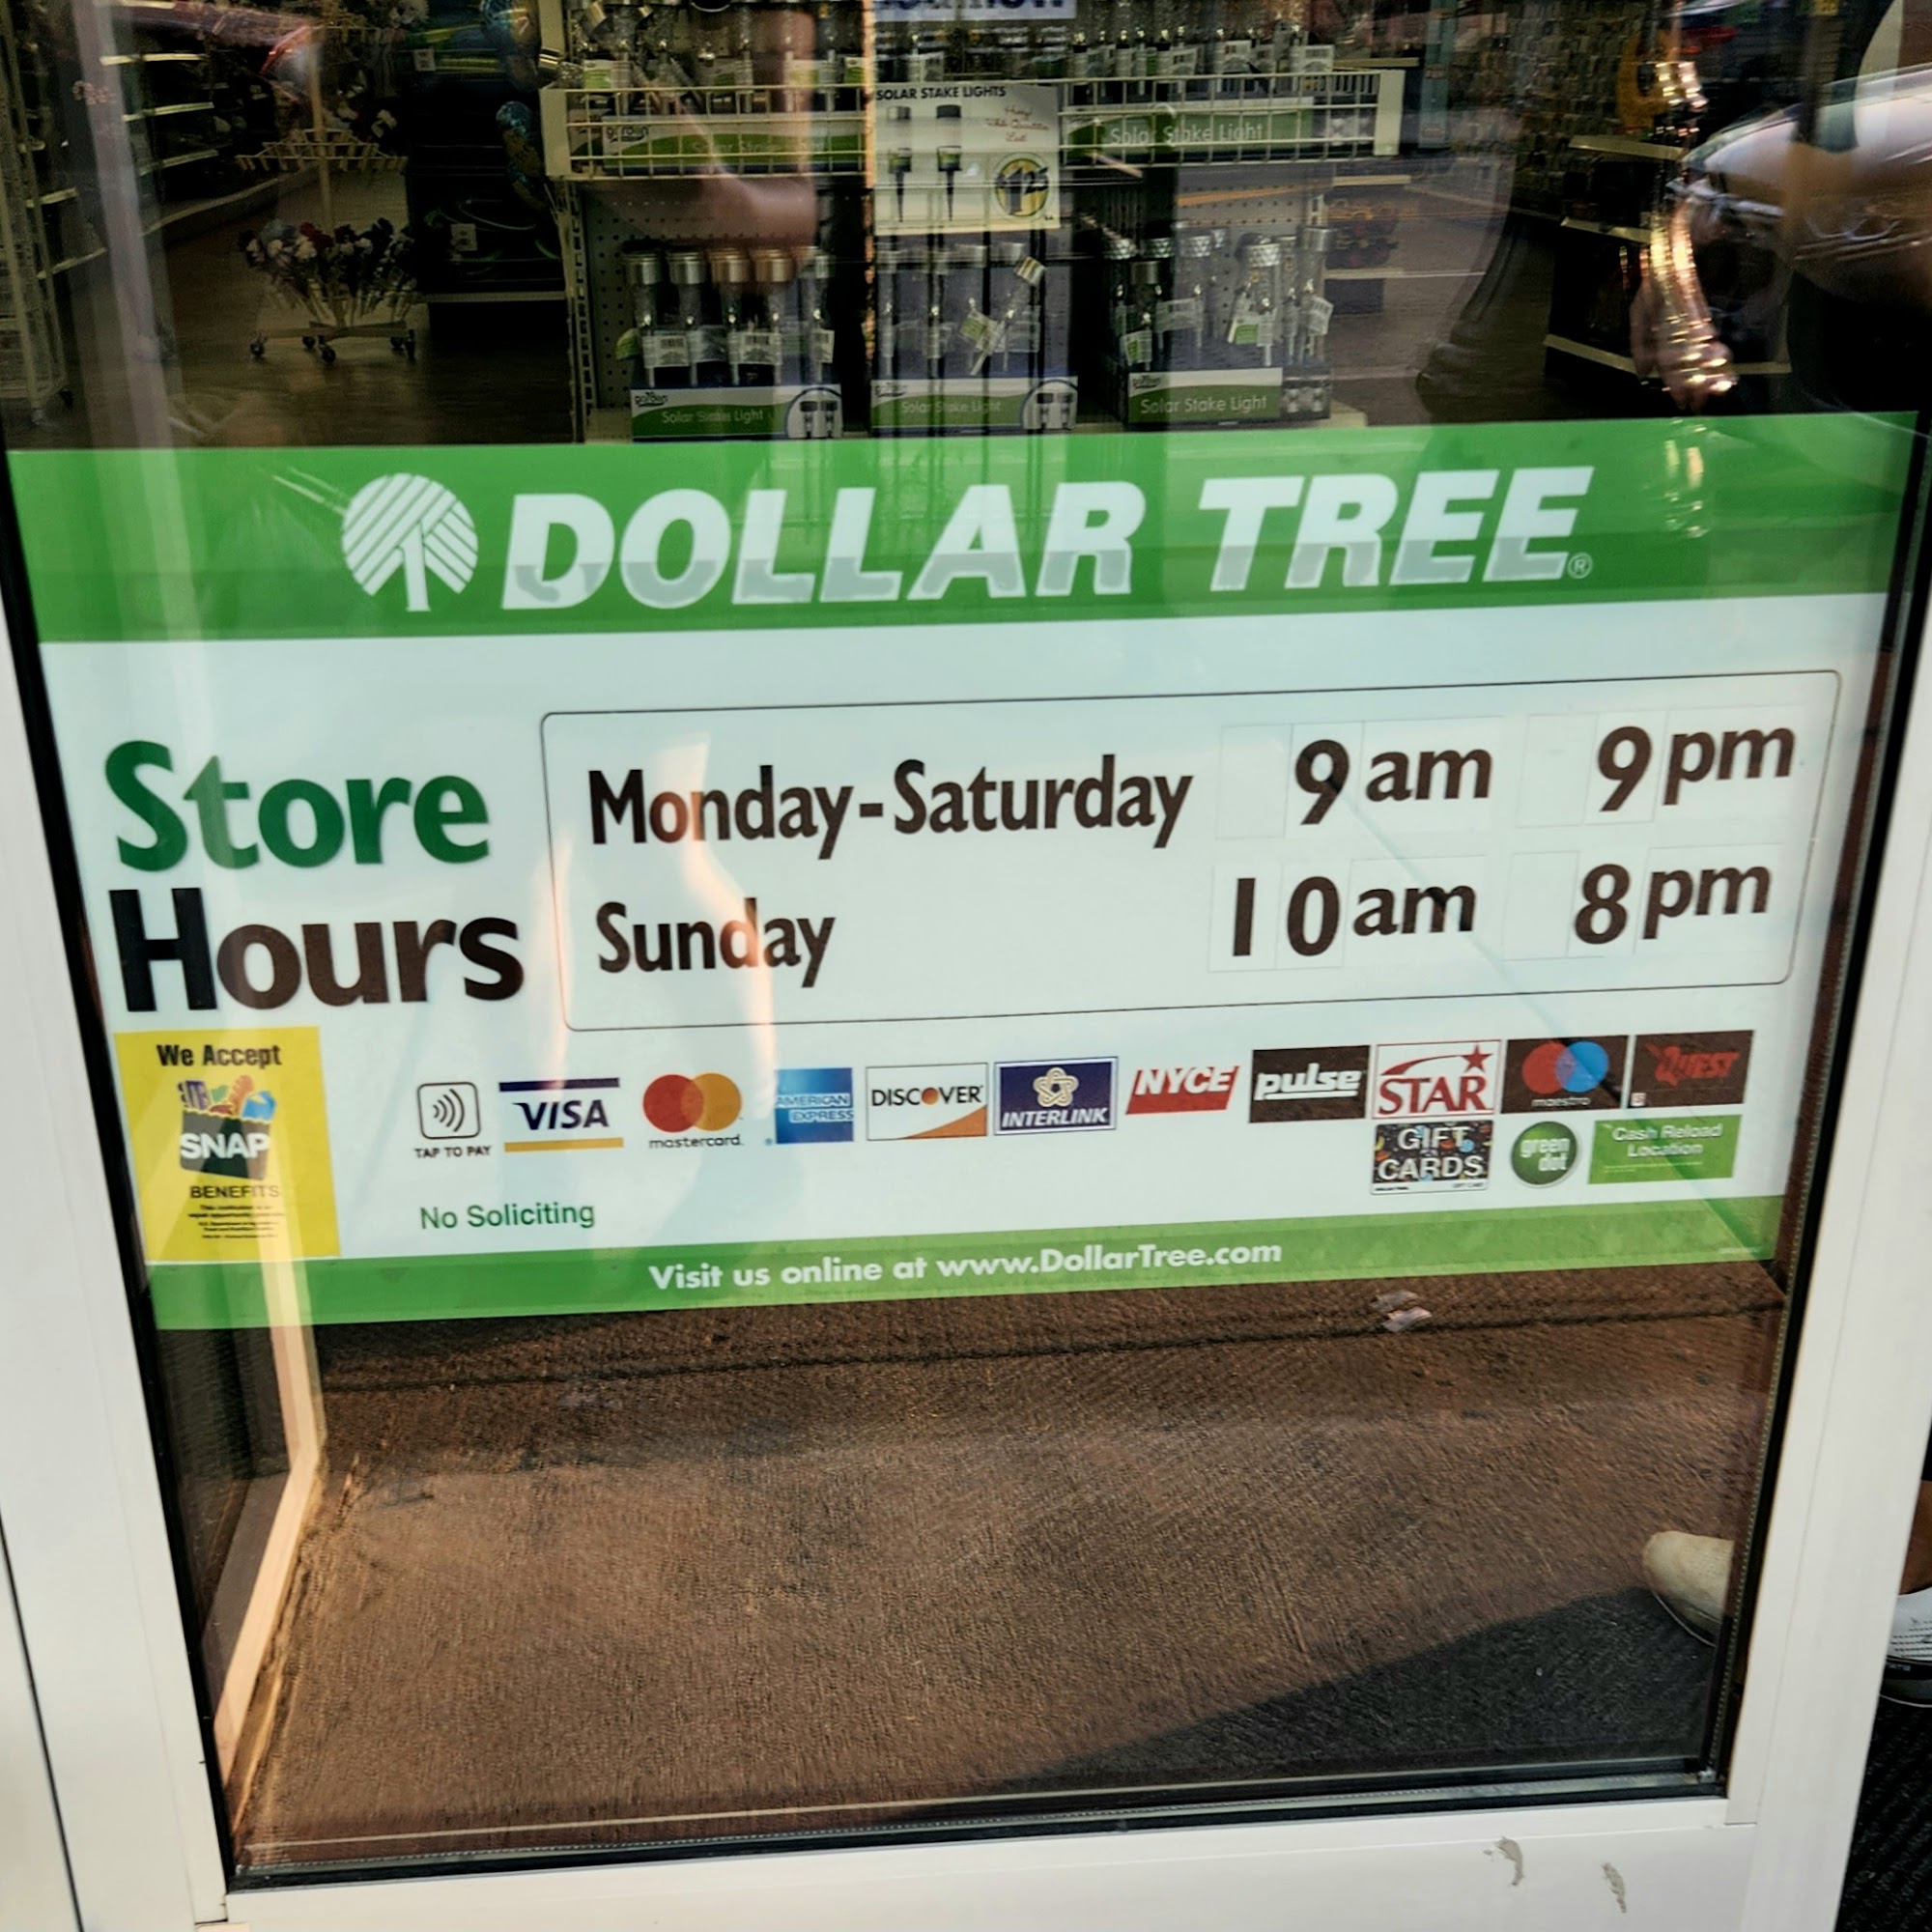 SOLAR STAKE LIGHTS
Solar Stake Light
Solar Stake Light
Solar Stake Light
Solar Stake Light
DOLLAR TREE®
Store
Hours
Monday-Saturday 9 am 9 pm
Sunday 10 am 8 pm
We Accept
SNAP
BENEFITS
TAP TO PAY
VISA
mastercard.
AMERICAN
EXPRESS
DISCOVER
INTERLINK
NYCE
pulse
STAR
maestro
QUEST
GIFT
CARDS
green
dot
Cash Reload
Location
No Soliciting
Visit us online at www.DollarTree.com